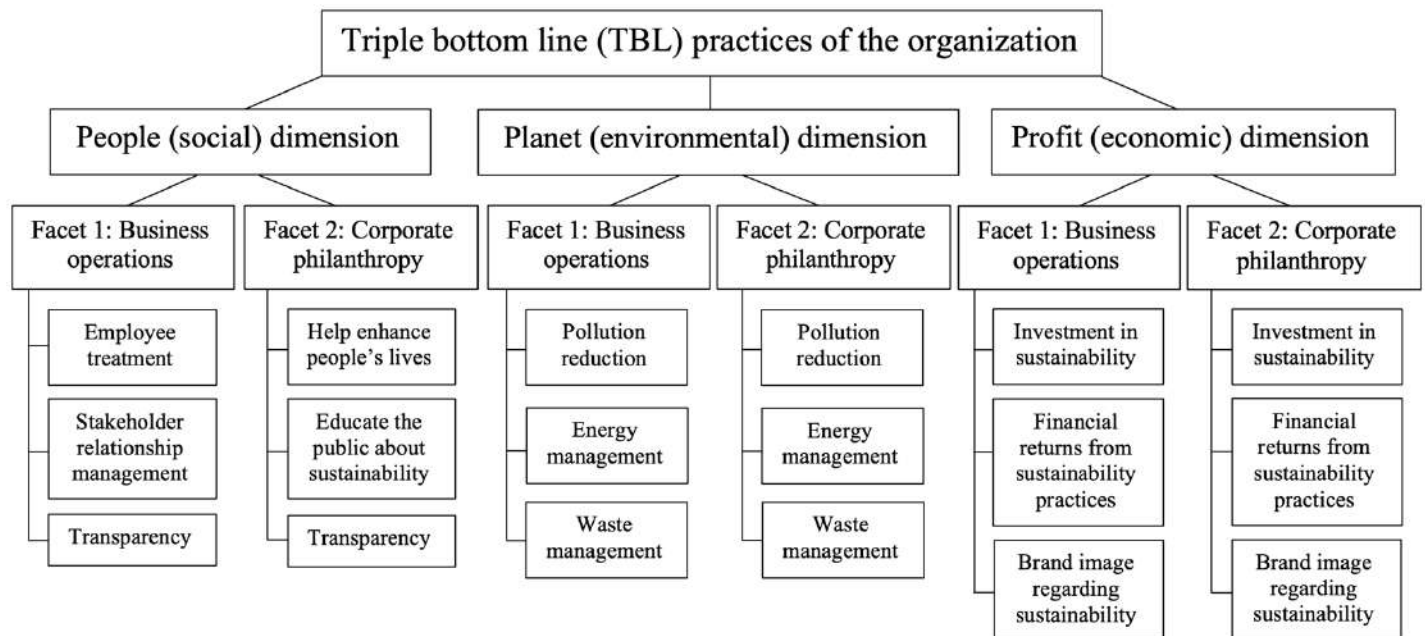 Triple bottom line (TBL) practices of the organization
People (social) dimension
Planet (environmental) dimension
Profit (economic) dimension
Facet 1: Business
operations
Facet 2: Corporate
philanthropy
Facet 1: Business
operations
Facet 2: Corporate
philanthropy
Facet 1: Business
operations
Facet 2: Corporate
philanthropy
Employee
treatment
Stakeholder
relationship
management
Transparency
Help enhance
people’s lives
Educate the
public about
sustainability
Transparency
Pollution
reduction
Energy
management
Waste
management
Pollution
reduction
Energy
management
Waste
management
Investment in
sustainability
Financial
returns from
sustainability
practices
Brand image
regarding
sustainability
Investment in
sustainability
Financial
returns from
sustainability
practices
Brand image
regarding
sustainability